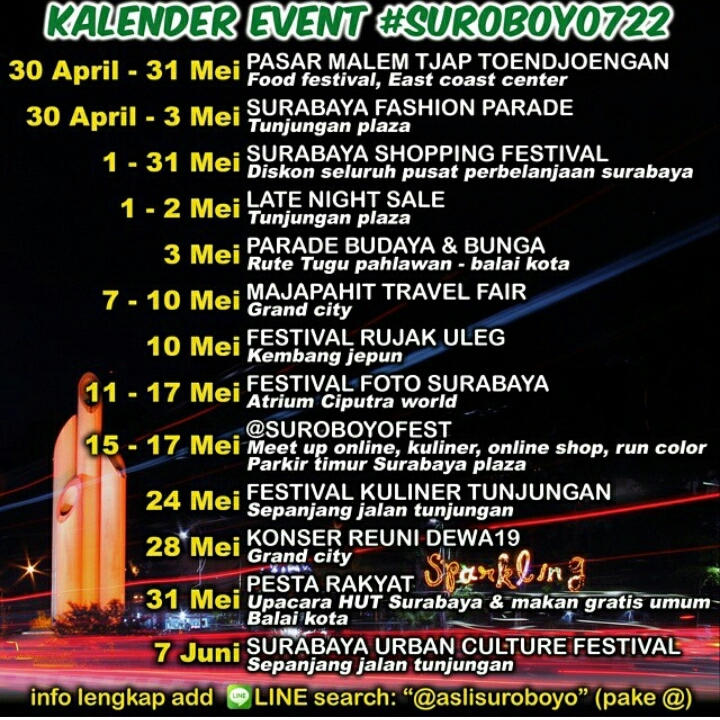 KALENDER EVENT #SUROBOYO722
30 April - 31 Mei PASAR MALEM TJAP TOENDJOENGAN
Food festival, East coast center
30 April - 3 Mei SURABAYA FASHION PARADE
Tunjungan plaza
1 - 31 Mei SURABAYA SHOPPING FESTIVAL
Diskon seluruh pusat perbelanjaan surabaya
1 - 2 Mei LATE NIGHT SALE
Tunjungan plaza
3 Mei PARADE BUDAYA & BUNGA
Rute Tugu pahlawan - balai kota
7 - 10 Mei MAJAPAHIT TRAVEL FAIR
Grand city
10 Mei FESTIVAL RUJAK ULEG
Kembang jepun
11 - 17 Mei FESTIVAL FOTO SURABAYA
Atrium Ciputra world
15 - 17 Mei @SUROBOYOFEST
Meet up online, kuliner, online shop, run color
Parkir timur Surabaya plaza
24 Mei FESTIVAL KULINER TUNJUNGAN
Sepanjang jalan tunjungan
28 Mei KONSER REUNI DEWA19
Grand city
Sparkling
31 Mei PESTA RAKYAT
Upacara HUT Surabaya & makan gratis umum
Balai kota
7 Juni SURABAYA URBAN CULTURE FESTIVAL
Sepanjang jalan tunjungan
info lengkap add LINE LINE search: “@aslisuroboyo” (pake @)